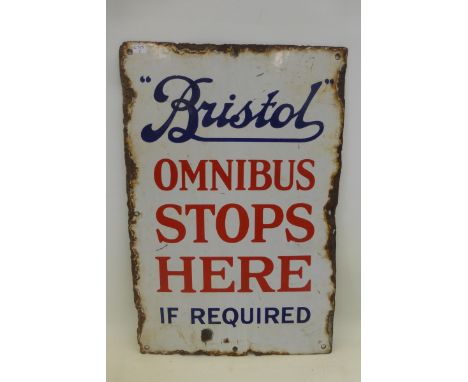 "Bristol"
OMNIBUS
STOPS
HERE
IF REQUIRED